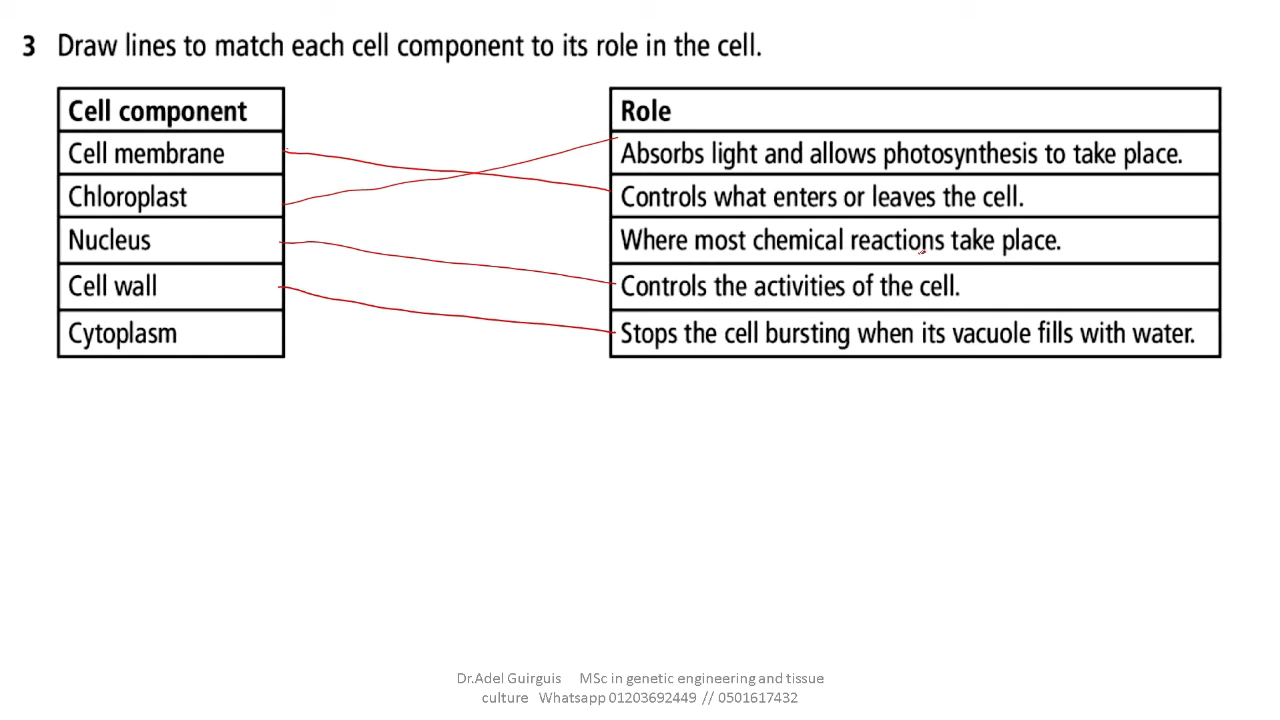 3 Draw lines to match each cell component to its role in the cell.
Cell component
Cell membrane
Chloroplast
Nucleus
Cell wall
Cytoplasm
Role
Absorbs light and allows photosynthesis to take place.
Controls what enters or leaves the cell.
Where most chemical reactions take place.
Controls the activities of the cell.
Stops the cell bursting when its vacuole fills with water.
Dr.Adel Guirguis MSc in genetic engineering and tissue
culture Whatsapp 01203692449 // 0501617432